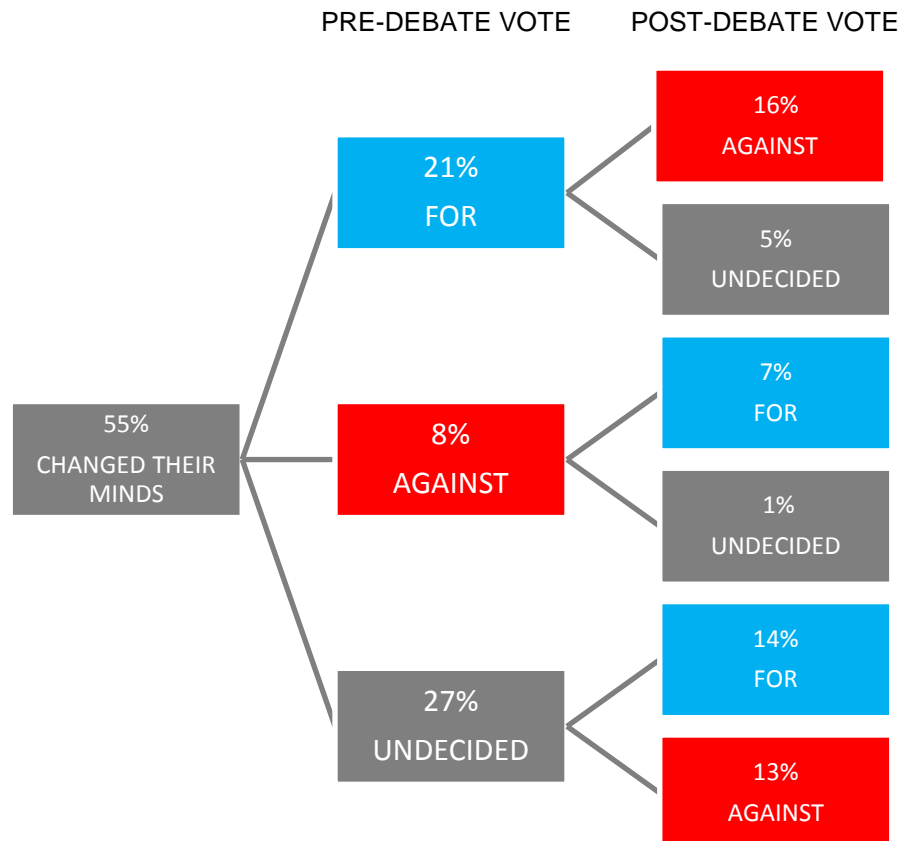 PRE-DEBATE VOTE
POST-DEBATE VOTE
55%
CHANGED THEIR
MINDS
21%
FOR
16%
AGAINST
5%
UNDECIDED
8%
AGAINST
7%
FOR
1%
UNDECIDED
27%
UNDECIDED
14%
FOR
13%
AGAINST